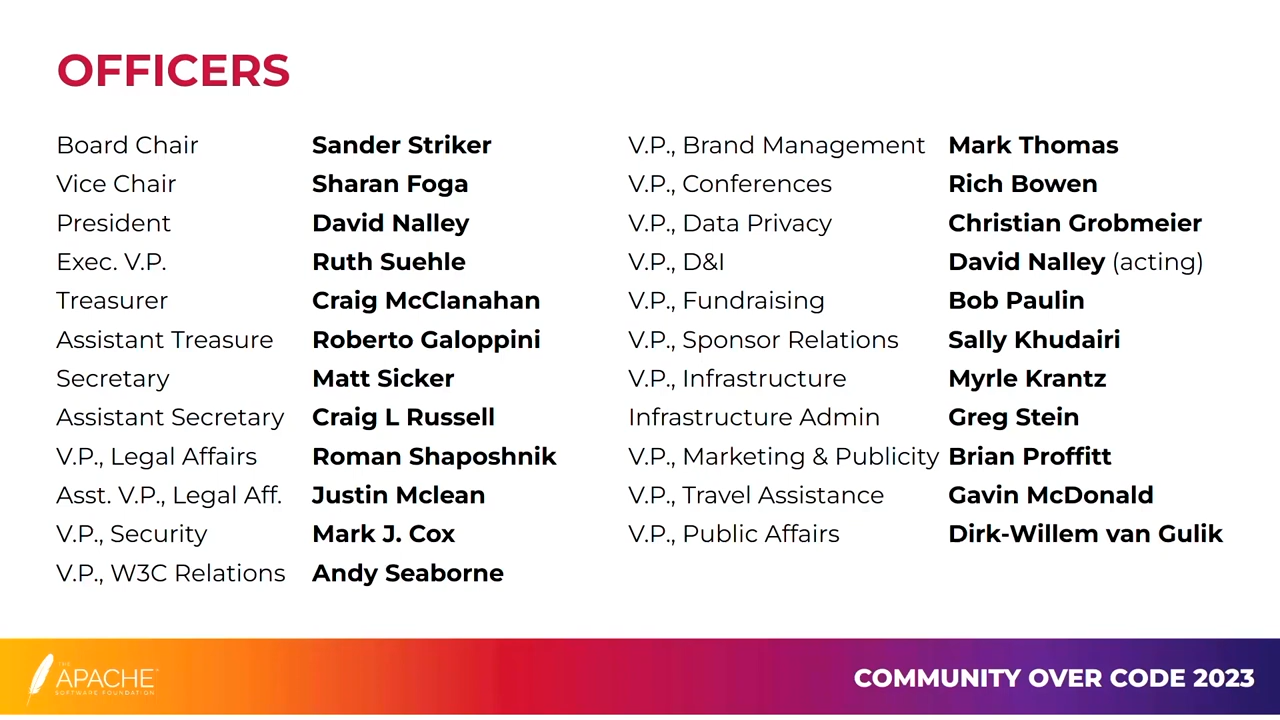 OFFICERS
Board Chair Sander Striker
Vice Chair Sharan Foga
President David Nalley
Exec. V.P. Ruth Suehle
Treasurer Craig McClanahan
Assistant Treasure Roberto Galoppini
Secretary Matt Sicker
Assistant Secretary Craig L Russell
V.P., Legal Affairs Roman Shaposhnik
Asst. V.P., Legal Aff. Justin Mclean
V.P., Security Mark J. Cox
V.P., W3C Relations Andy Seaborne
V.P., Brand Management Mark Thomas
V.P., Conferences Rich Bowen
V.P., Data Privacy Christian Grobmeier
V.P., D&I David Nalley (acting)
V.P., Fundraising Bob Paulin
V.P., Sponsor Relations Sally Khudairi
V.P., Infrastructure Myrle Krantz
Infrastructure Admin Greg Stein
V.P., Marketing & Publicity Brian Proffitt
V.P., Travel Assistance Gavin McDonald
V.P., Public Affairs Dirk-Willem van Gulik
THE
APACHE
SOFTWARE FOUNDATION
COMMUNITY OVER CODE 2023